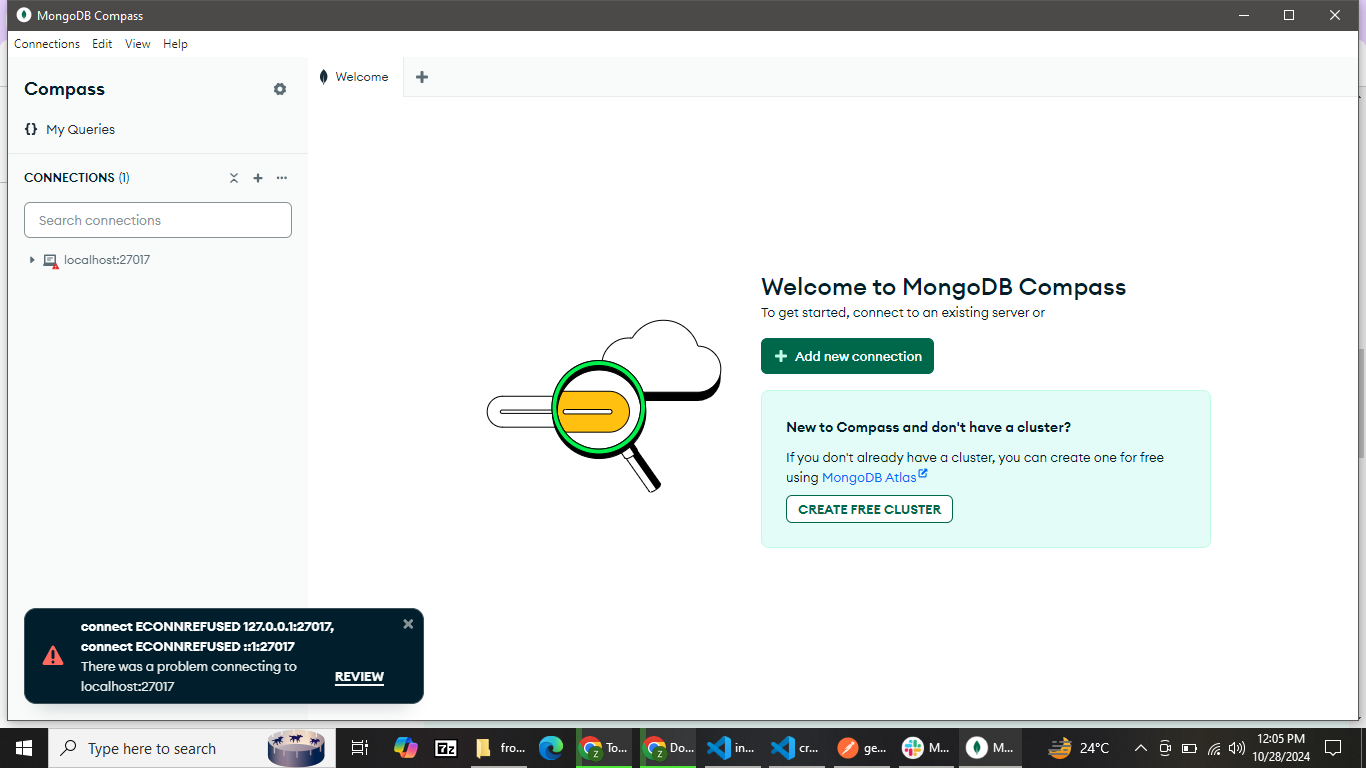 MongoDB Compass
Connections Edit View Help
Compass
{} My Queries
CONNECTIONS (1)
Search connections
localhost:27017
Welcome
Welcome to MongoDB Compass
To get started, connect to an existing server or
Add new connection
New to Compass and don't have a cluster?
If you don't already have a cluster, you can create one for free
using MongoDB Atlas
CREATE FREE CLUSTER
connect ECONNREFUSED 127.0.0.1:27017,
connect ECONNREFUSED ::1:27017
There was a problem connecting to
localhost:27017
REVIEW
Type here to search
7z
fro...
To...
Do...
in...
cr...
ge...
M...
M...
24°C
12:05 PM
10/28/2024